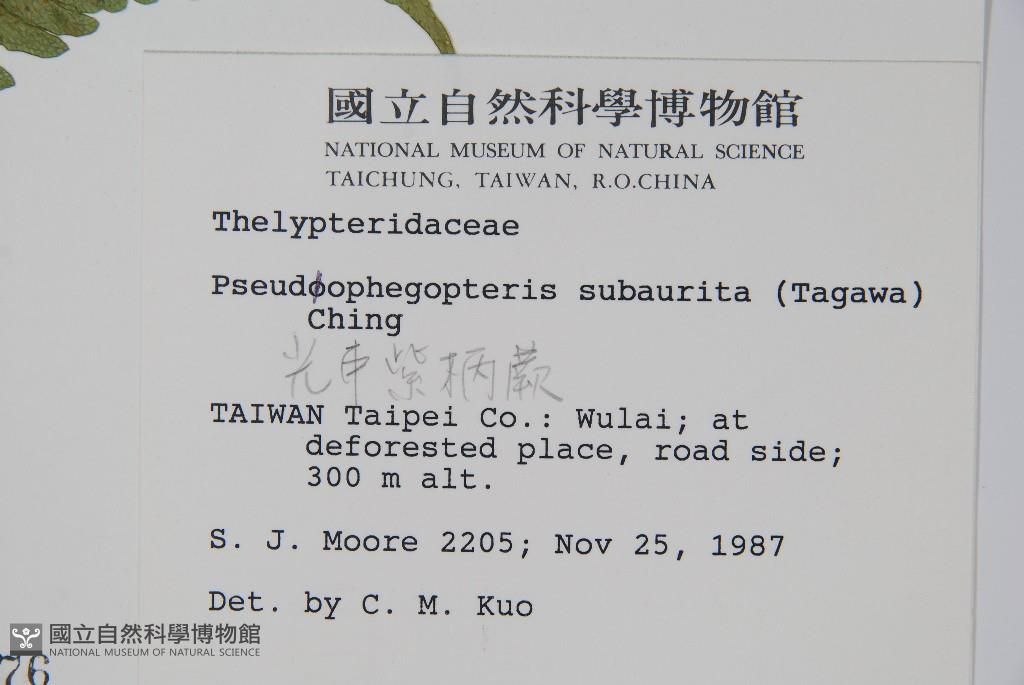 國立自然科學博物館
NATIONAL MUSEUM OF NATURAL SCIENCE
TAICHUNG, TAIWAN, R.O.CHINA
Thelypteridaceae
Pseudoophegopteris subaurita (Tagawa)
Ching
光申紫柄蕨
TAIWAN Taipei Co.: Wulai; at
deforested place, road side;
300 m alt.
S. J. Moore 2205; Nov 25, 1987
Det. by C. M. Kuo
國立自然科學博物館
NATIONAL MUSEUM OF NATURAL SCIENCE
76